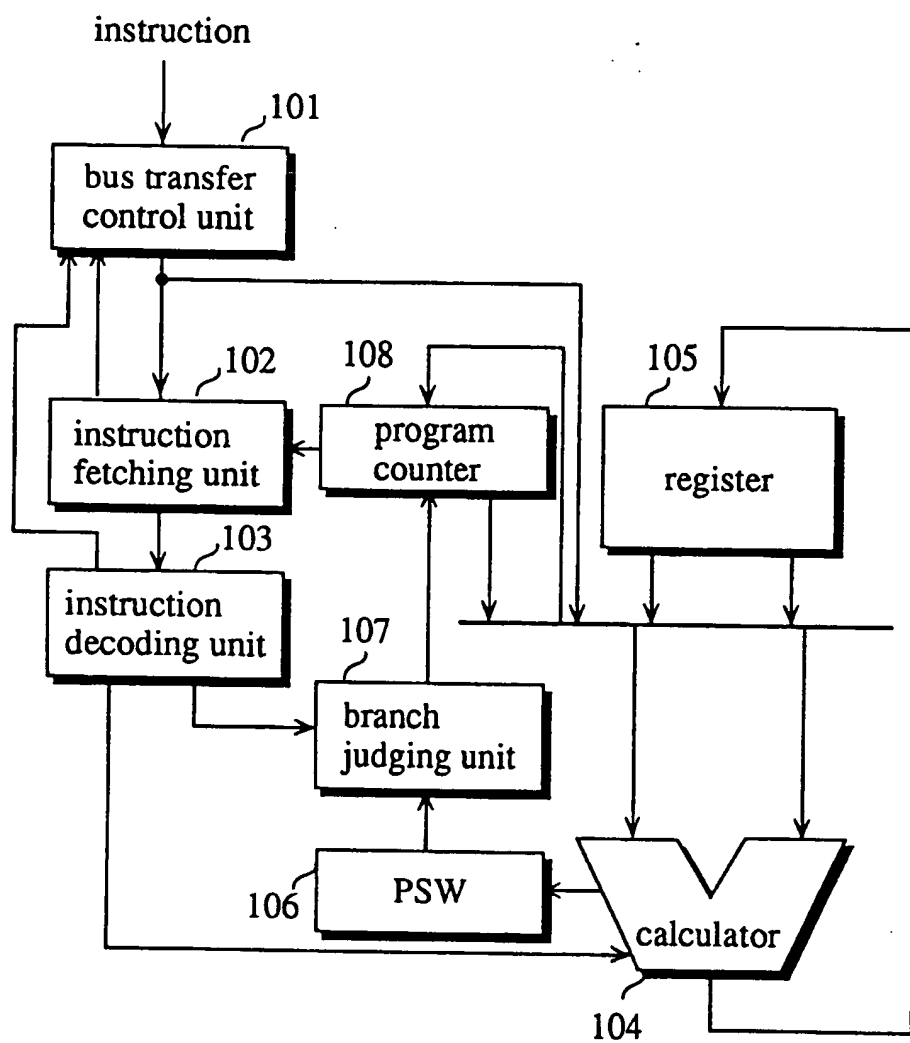 instruction
101
bus transfer
control unit
102
instruction
fetching unit
108
program
counter
105
register
103
instruction
decoding unit
107
branch
judging unit
106
PSW
calculator
104